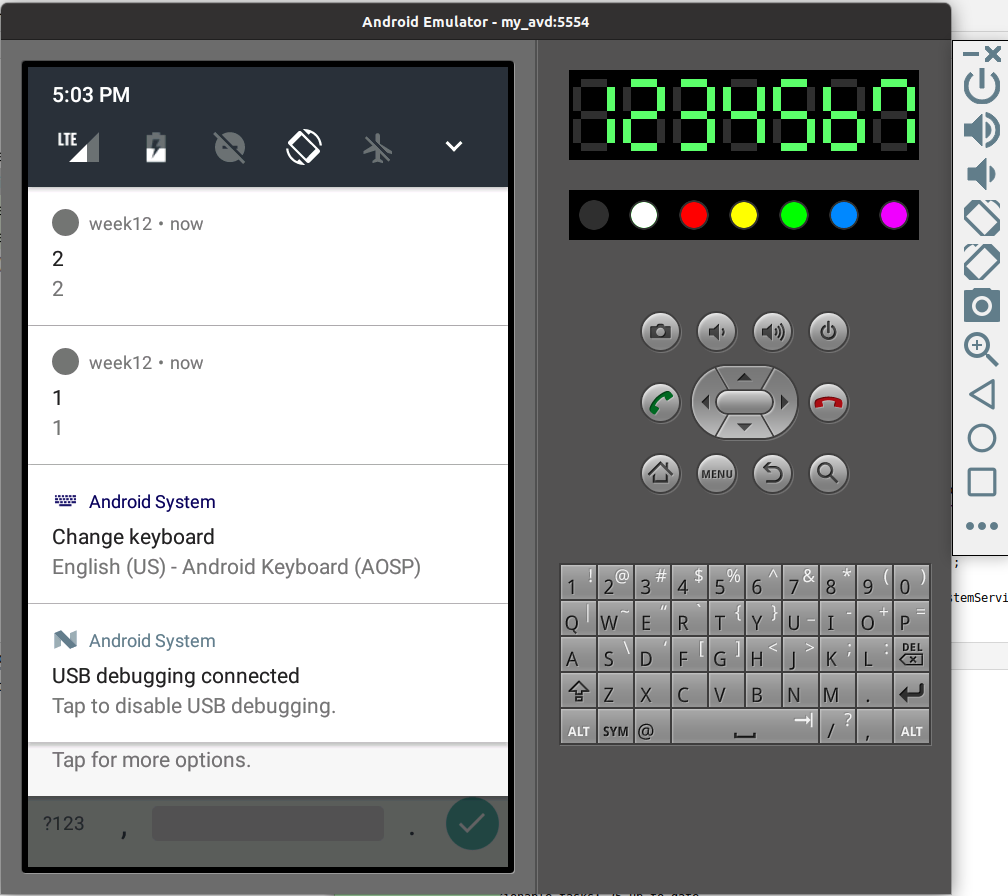 Android Emulator - my_avd:5554
5:03 PM
LTE
week12 • now
2
2
week12 • now
1
1
Android System
Change keyboard
English (US) - Android Keyboard (AOSP)
Android System
USB debugging connected
Tap to disable USB debugging.
Tap for more options.
?123 , .
1234567
MENU
1 ! 2 @ 3 # 4 $ 5 % 6 ^ 7 & 8 * 9 ( 0 )
Q | W ~ E “ R ` T { Y } U _ I - O + P =
A S \ D ‘ F [ G ] H < J > K ; L : DEL
Z X C V B N M .
ALT SYM @ / ? , ALT
;
stemServi